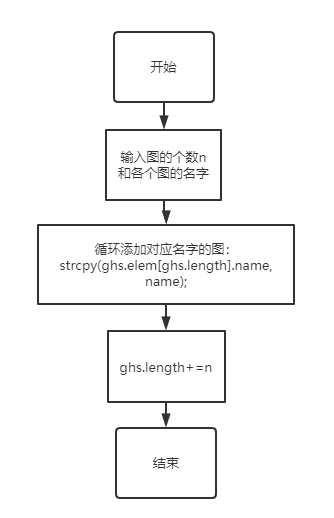 开始
输入图的个数n
和各个图的名字
循环添加对应名字的图：
strcpy(ghs.elem[ghs.length].name,
name);
ghs.length+=n
结束